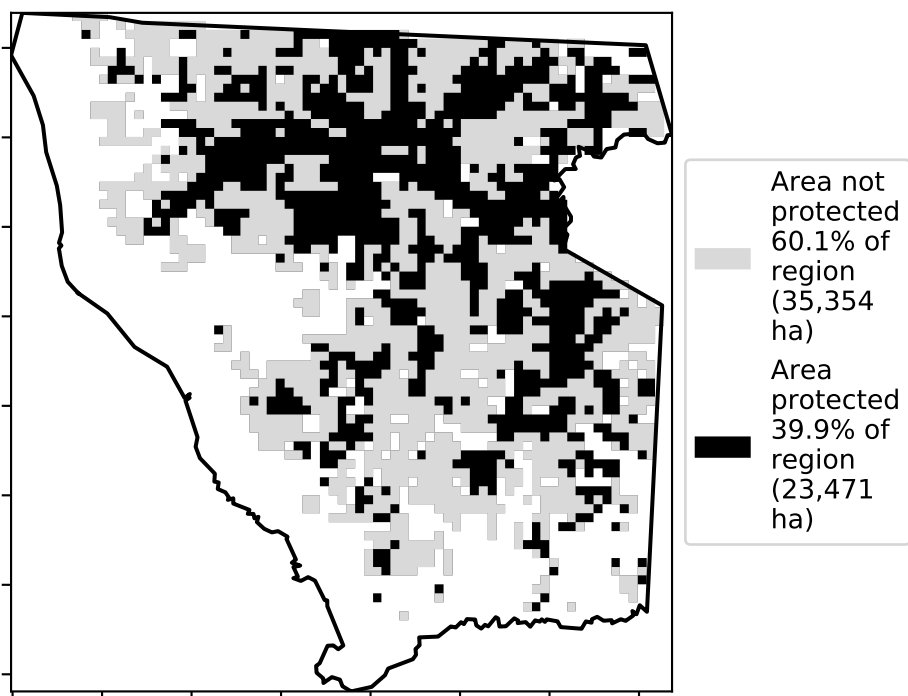 Area not
protected
60.1% of
region
(35,354
ha)
Area
protected
39.9% of
region
(23,471
ha)